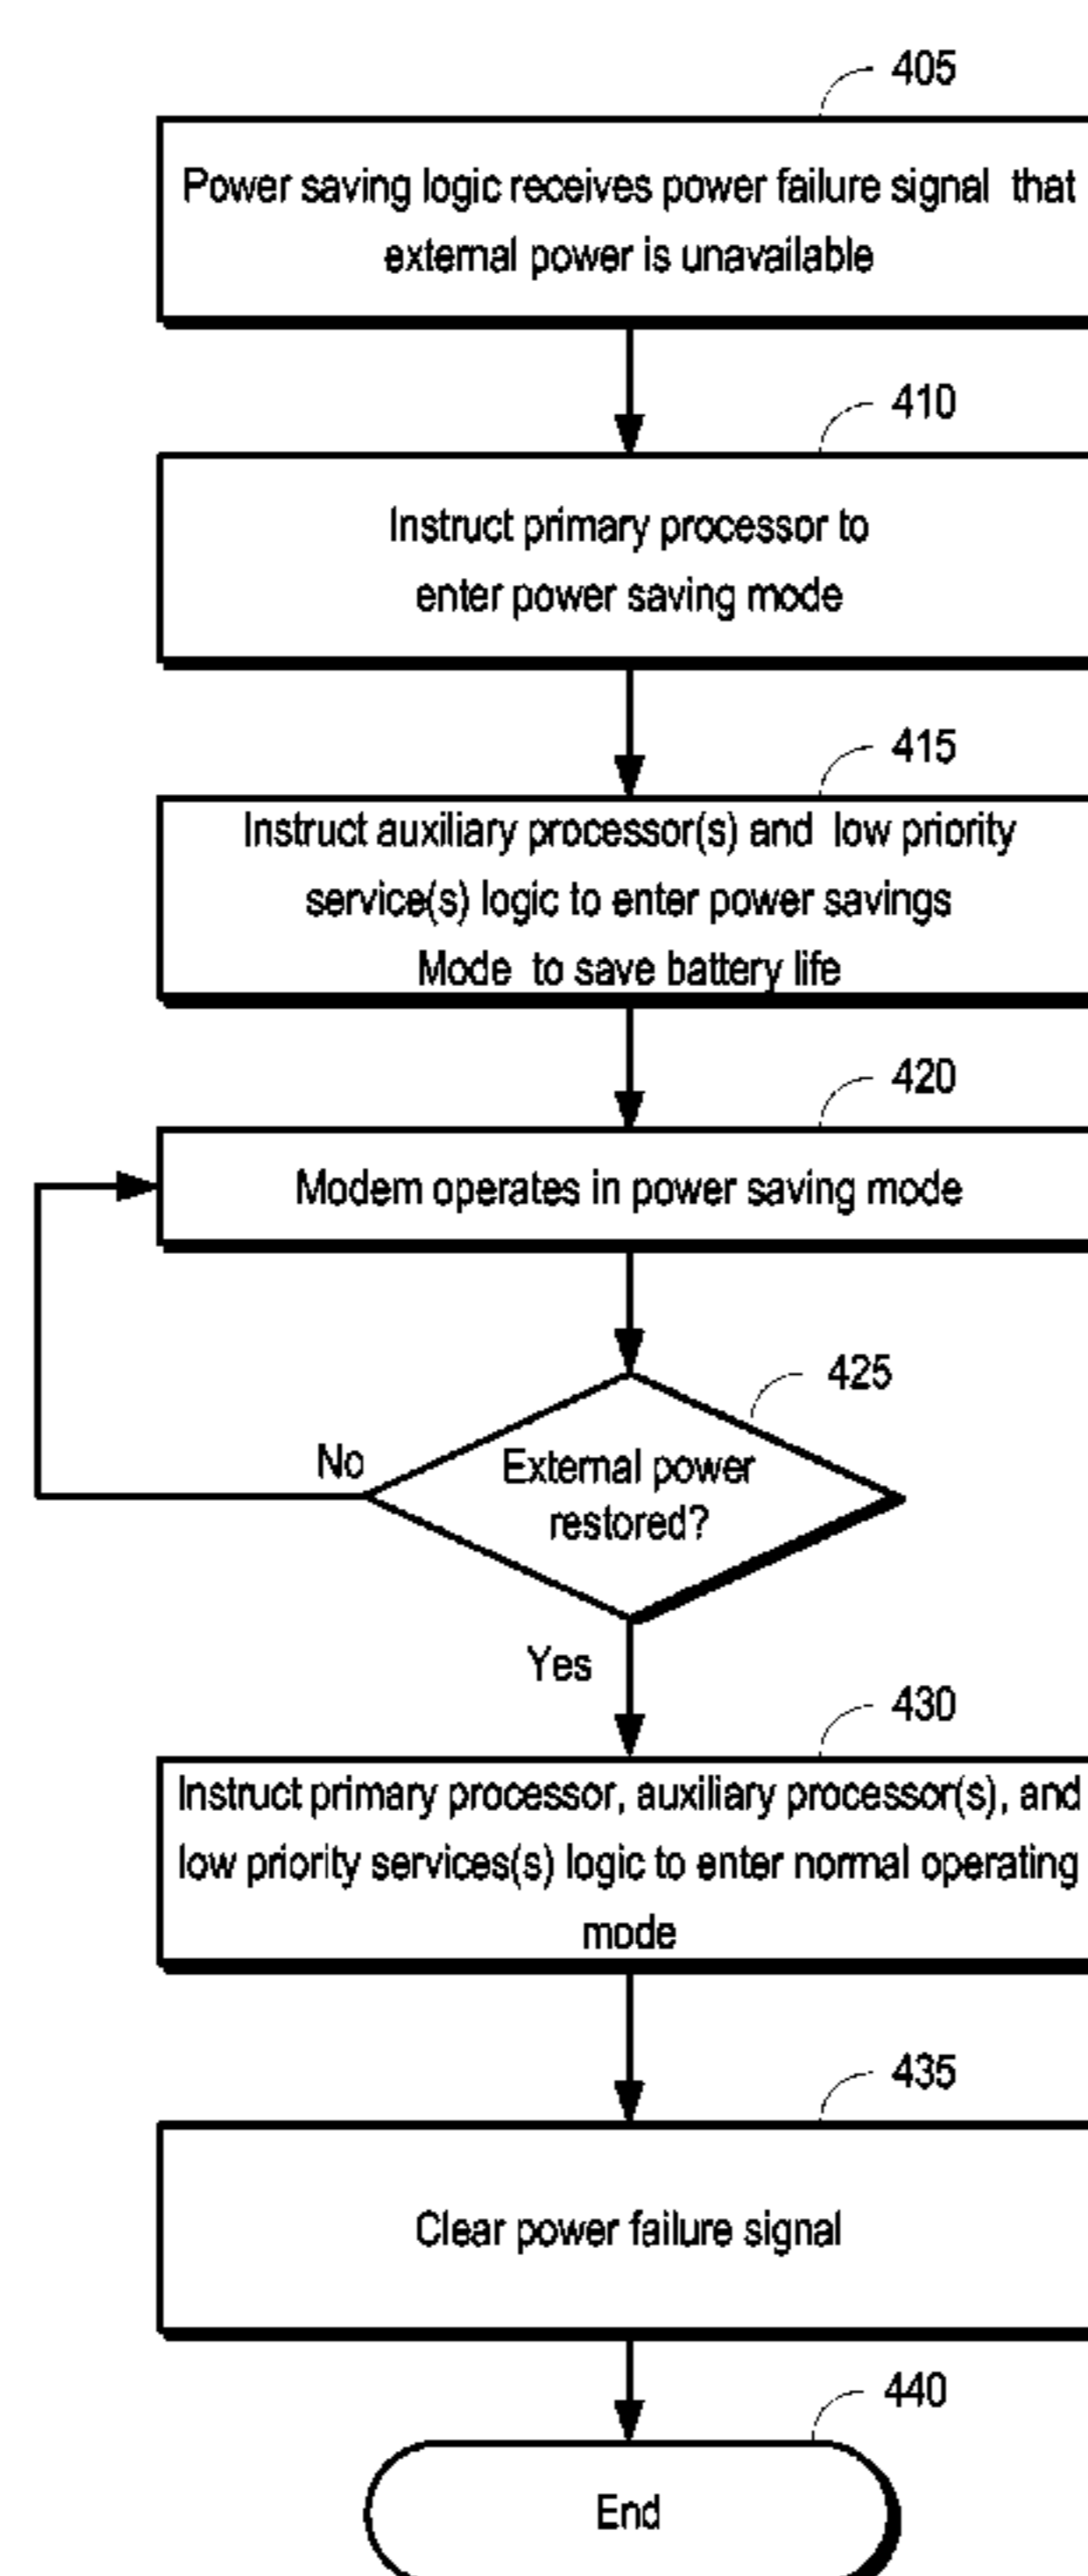 405
Power saving logic receives power failure signal that
external power is unavailable
410
Instruct primary processor to
enter power saving mode
415
Instruct auxiliary processor(s) and low priority
service(s) logic to enter power savings
Mode to save battery life
420
Modem operates in power saving mode
425
No
External power
restored?
Yes
430
Instruct primary processor, auxiliary processor(s), and
low priority services(s) logic to enter normal operating
mode
435
Clear power failure signal
440
End